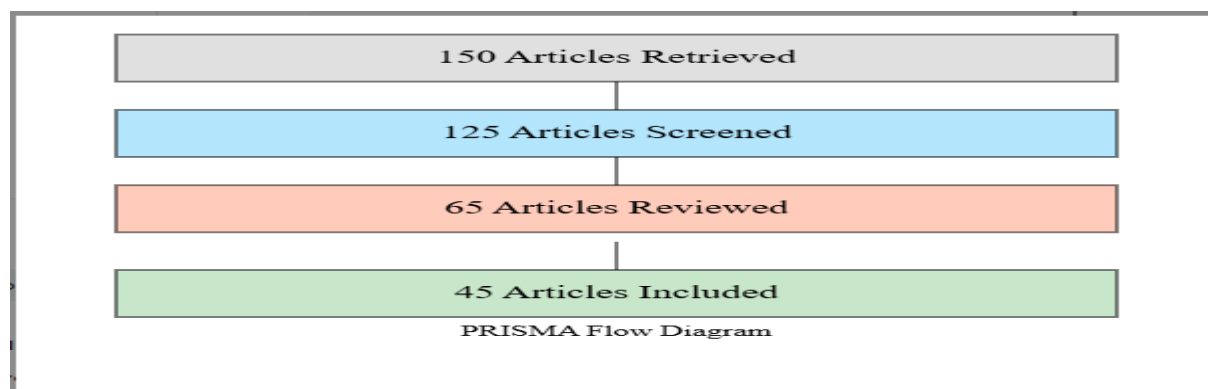 150 Articles Retrieved
125 Articles Screened
65 Articles Reviewed
45 Articles Included
PRISMA Flow Diagram